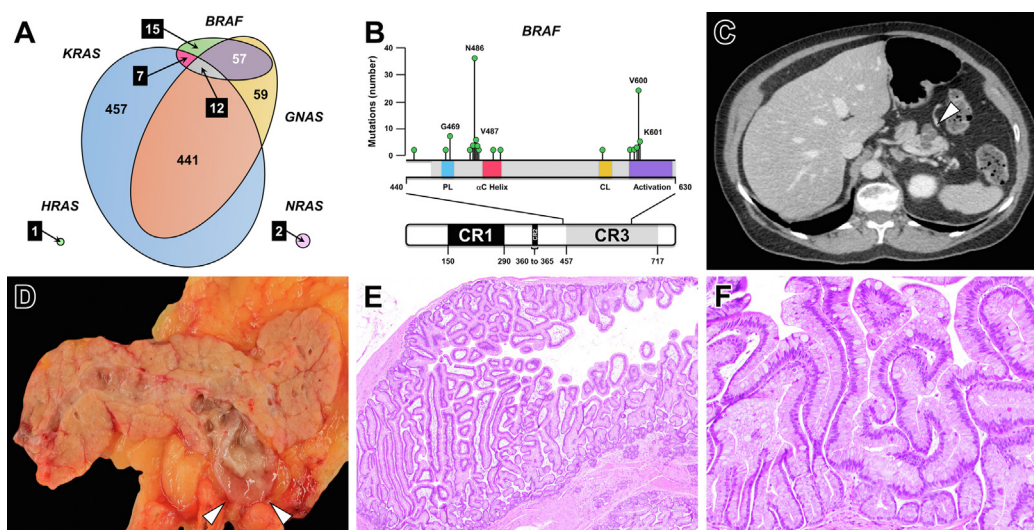 A
BRAF
15
KRAS
57
7
59
457
12
GNAS
441
HRAS
1
NRAS
2
B
BRAF
Mutations (number)
40
30
20
10
0
N486
V600
G469
V487
K601
440
PL
αC Helix
CL
Activation
630
CR1
CR2
CR3
150
290
360 to 365
457
717
C
D
E
F